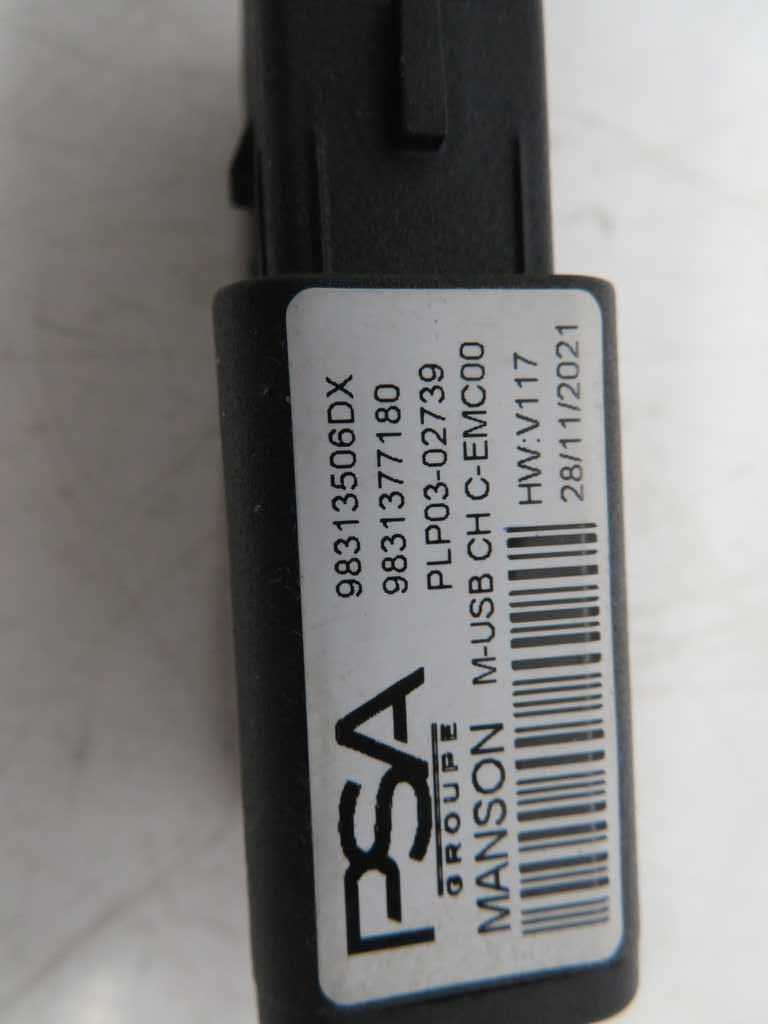 98313506DX
9831377180
PLP03-02739
PSA
GROUPE
MANSON M-USB CH C-EMC00
HW:V117
28/11/2021